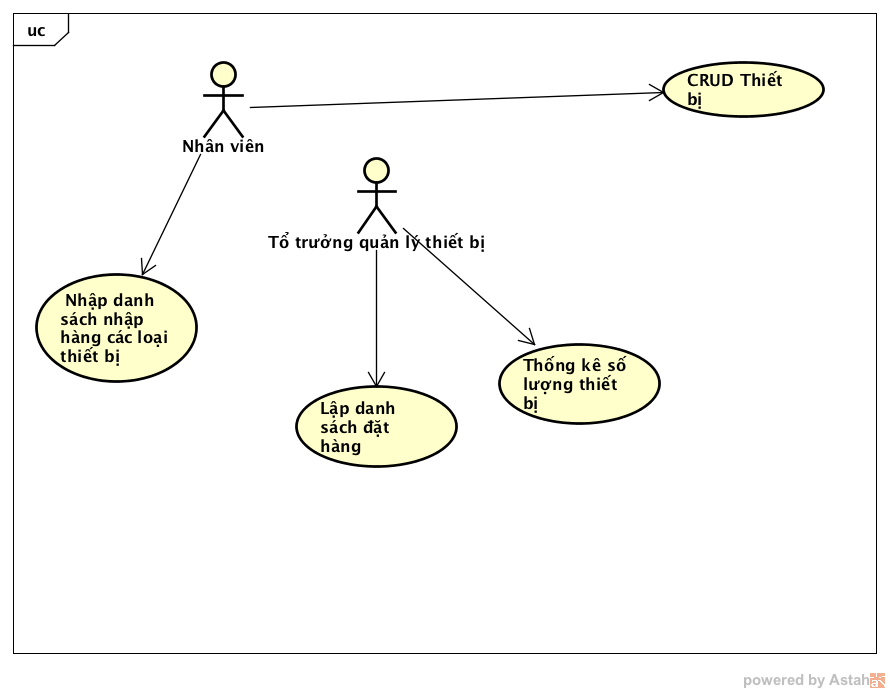 uc
CRUD Thiết
bị
Nhân viên
Tổ trưởng quản lý thiết bị
Nhập danh
sách nhập
hàng các loại
thiết bị
Thống kê số
lượng thiết
bị
Lập danh
sách đặt
hàng
powered by Astah